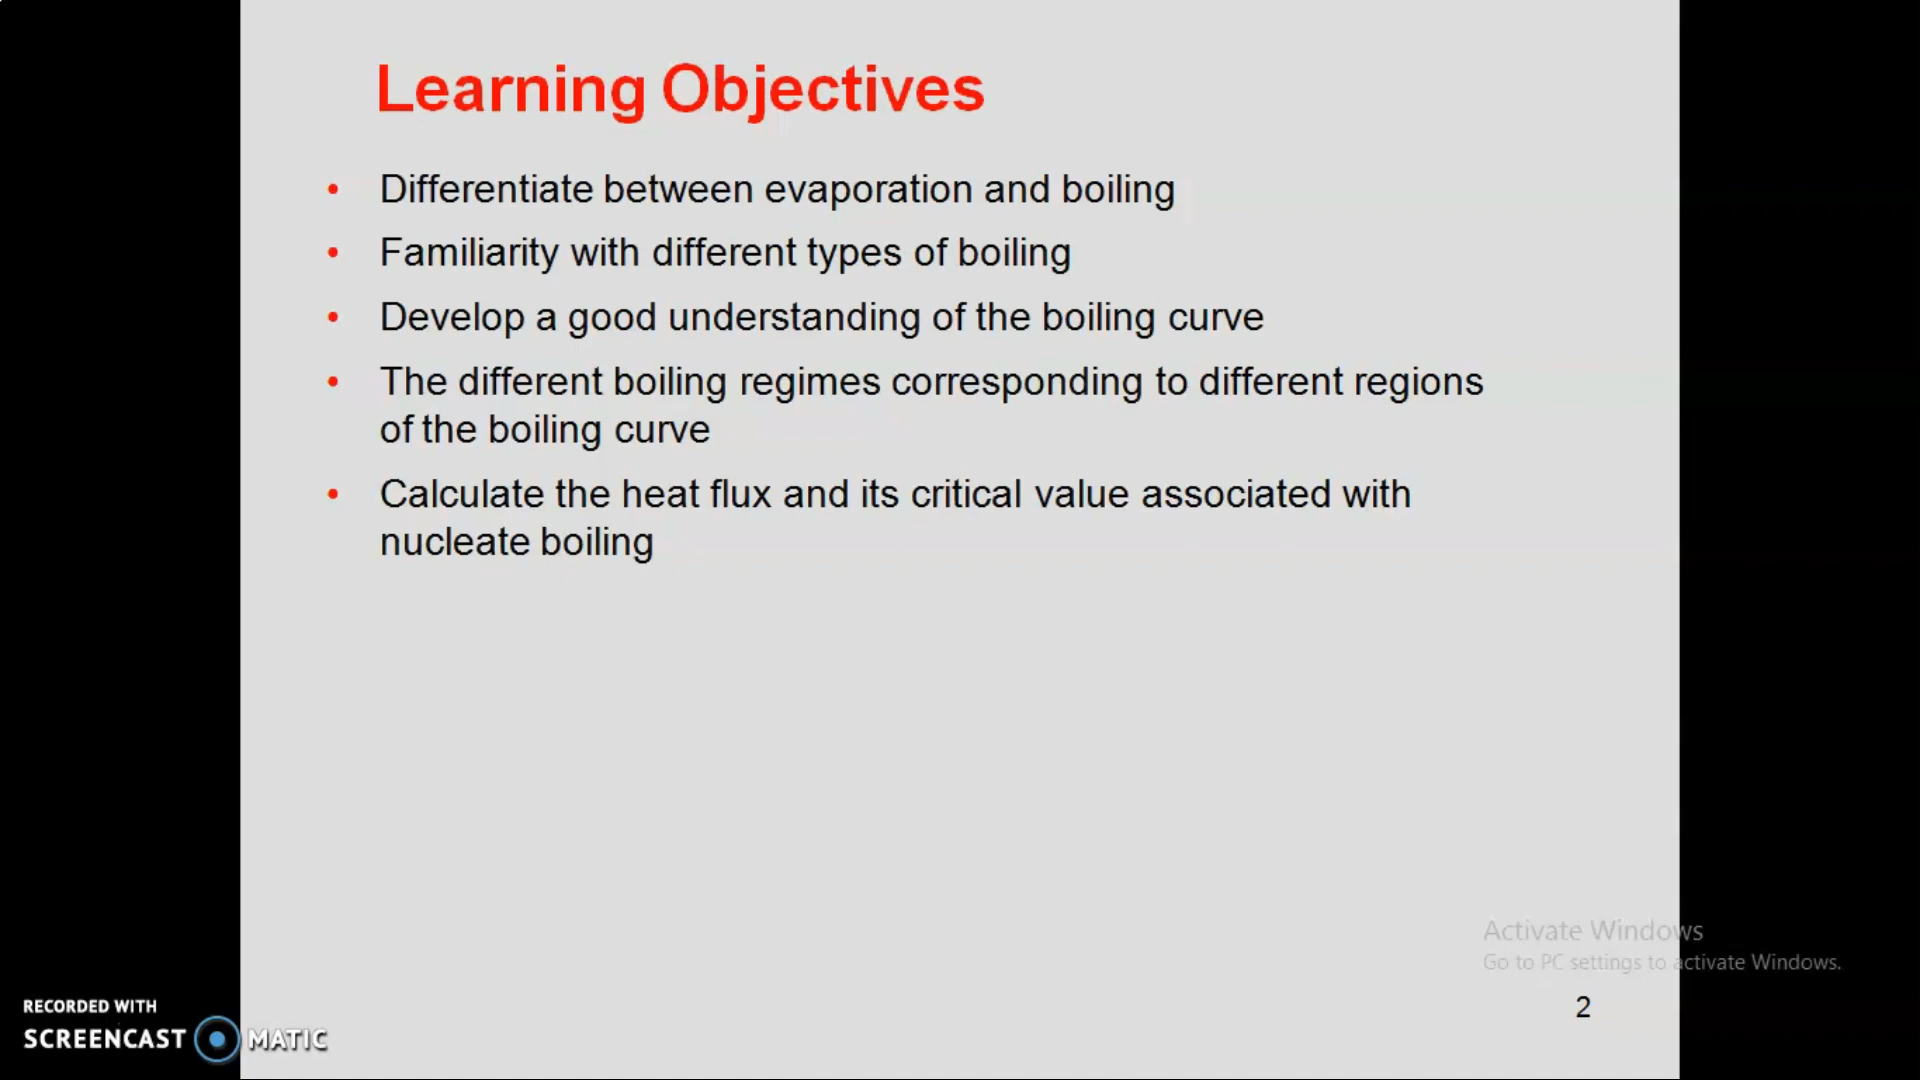 Learning Objectives
• Differentiate between evaporation and boiling
• Familiarity with different types of boiling
• Develop a good understanding of the boiling curve
• The different boiling regimes corresponding to different regions
of the boiling curve
• Calculate the heat flux and its critical value associated with
nucleate boiling
Activate Windows
Go to PC settings to activate Windows.
2
RECORDED WITH
SCREENCAST MATIC